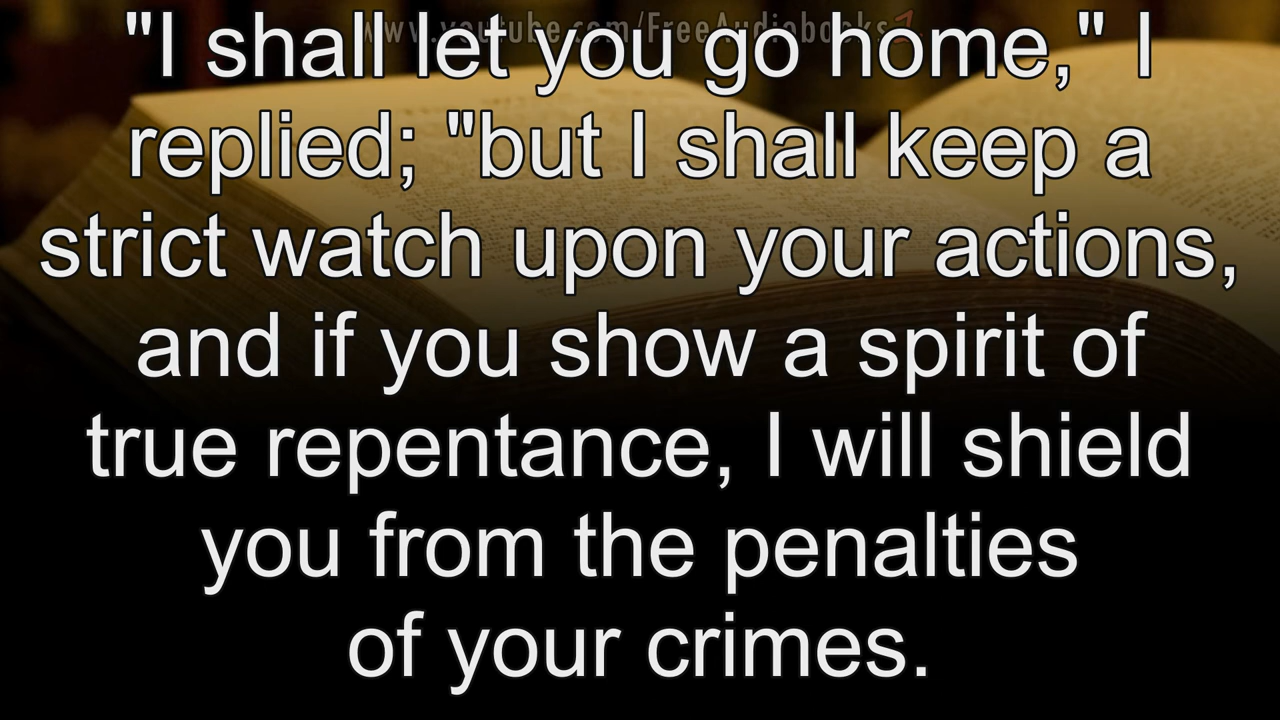 www.youtube.com/FreeAudiobooks
"I shall let you go home," I
replied; "but I shall keep a
strict watch upon your actions,
and if you show a spirit of
true repentance, I will shield
you from the penalties
of your crimes.